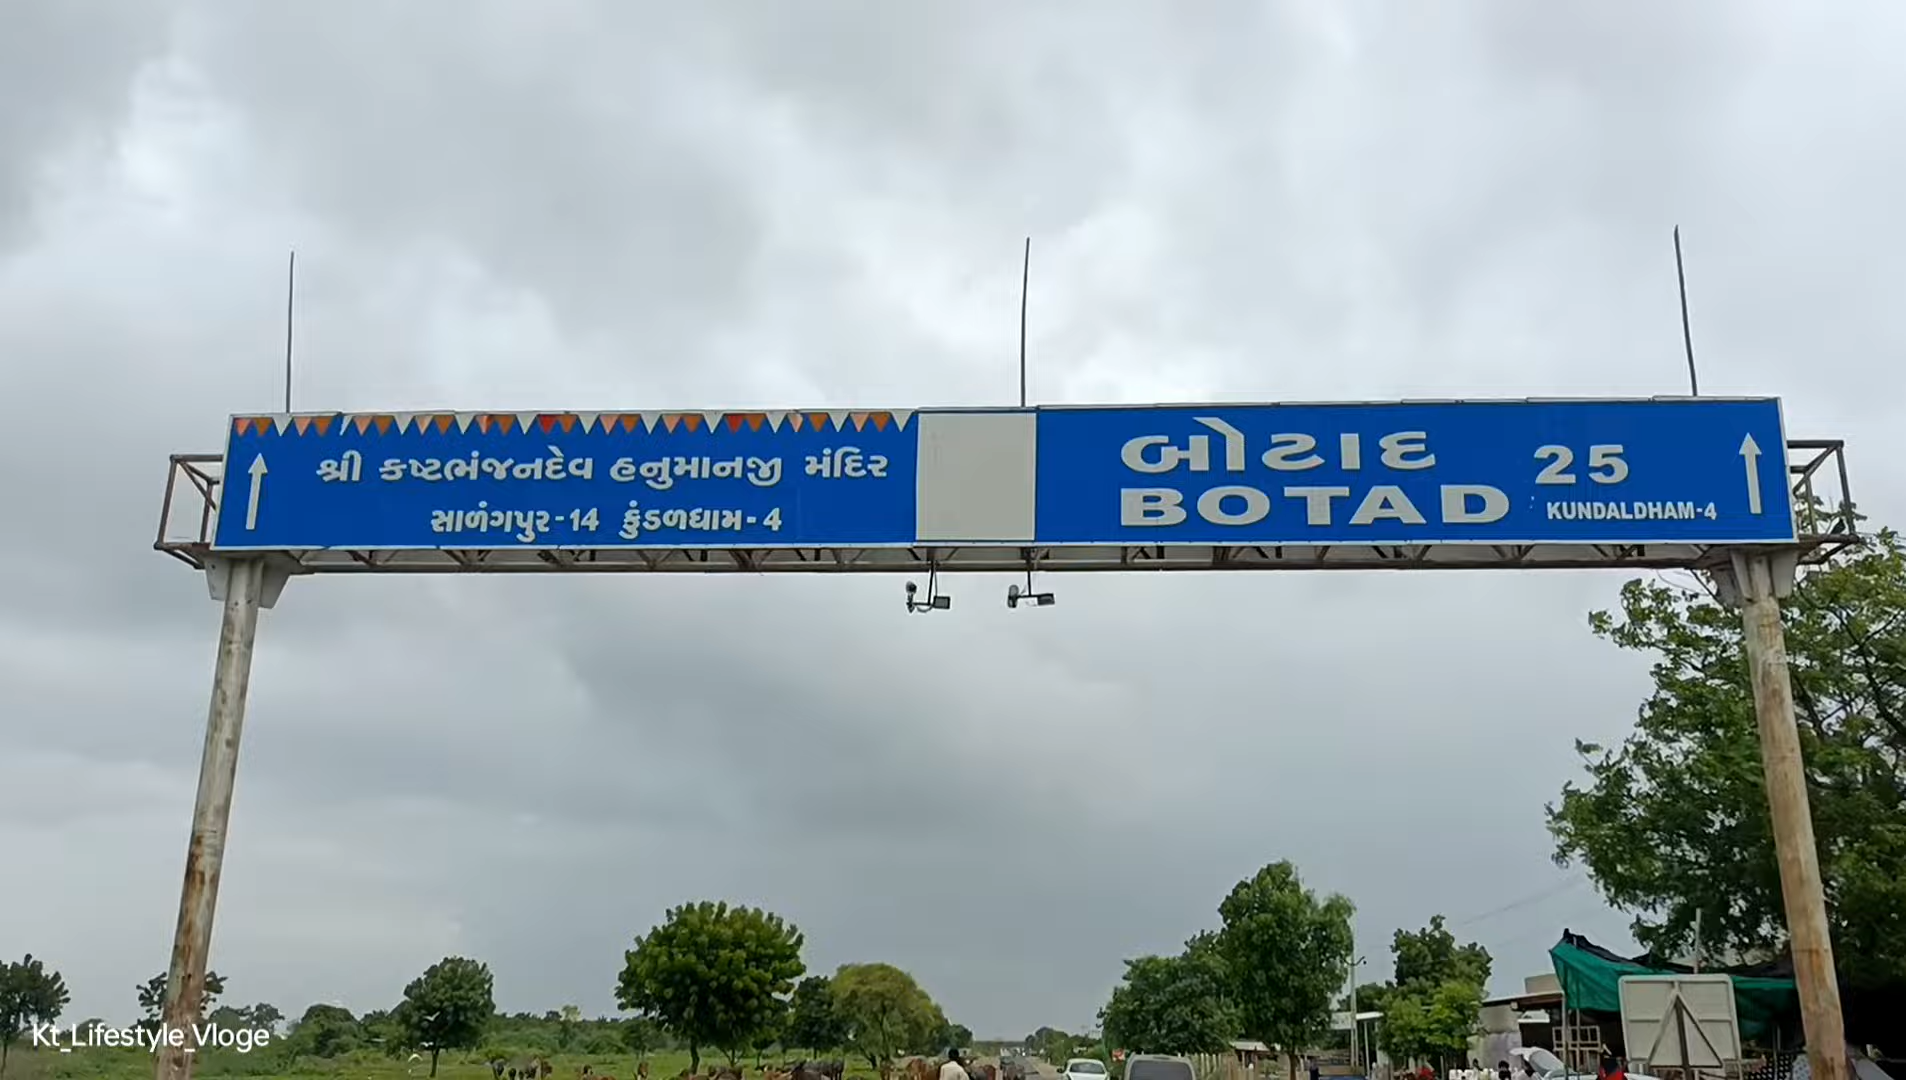 શ્રી કષ્ટભંજનદેવ હનુમાનજી મંદિર
સાળંગપુર-14 કુંડળધામ-4
બોટાદ 25
BOTAD KUNDALDHAM-4
Kt_Lifestyle_Vloge